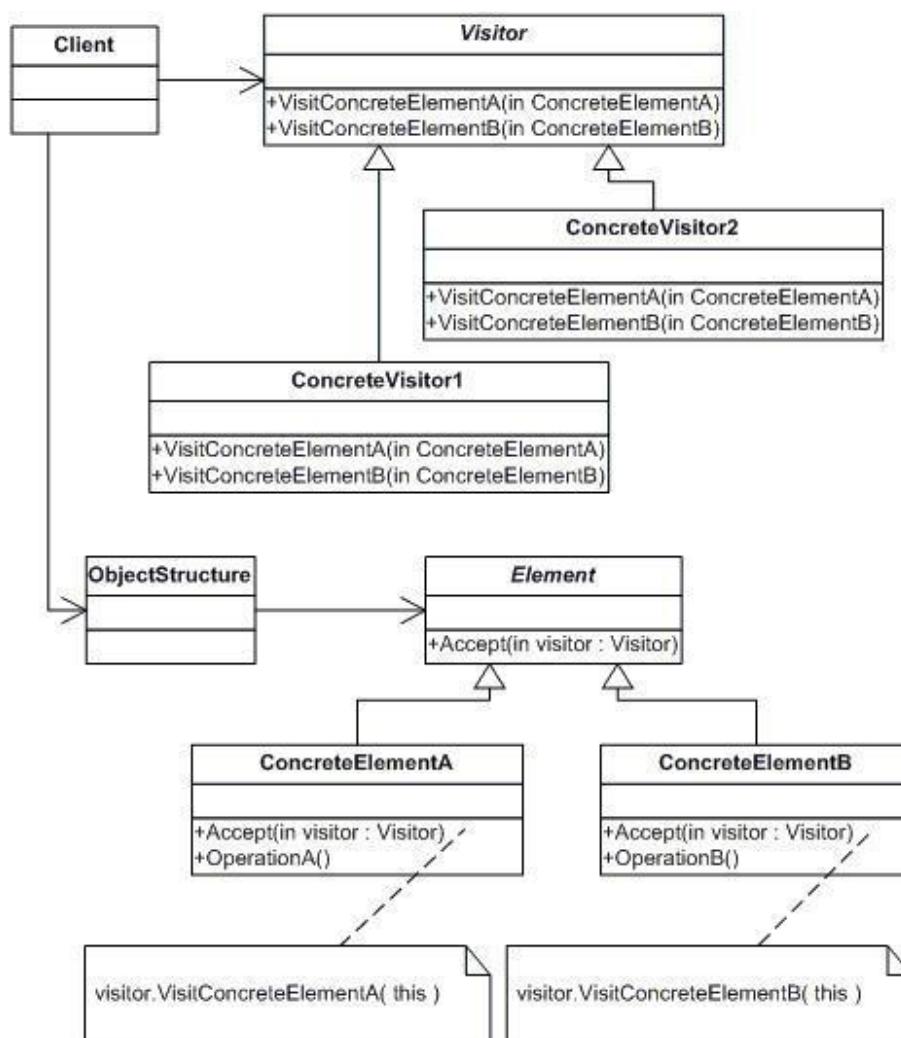 Client
Visitor
+VisitConcreteElementA(in ConcreteElementA)
+VisitConcreteElementB(in ConcreteElementB)
ConcreteVisitor2
+VisitConcreteElementA(in ConcreteElementA)
+VisitConcreteElementB(in ConcreteElementB)
ConcreteVisitor1
+VisitConcreteElementA(in ConcreteElementA)
+VisitConcreteElementB(in ConcreteElementB)
ObjectStructure
Element
+Accept(in visitor : Visitor)
ConcreteElementA
+Accept(in visitor : Visitor)
+OperationA()
ConcreteElementB
+Accept(in visitor : Visitor)
+OperationB()
visitor.VisitConcreteElementA( this )
visitor.VisitConcreteElementB( this )